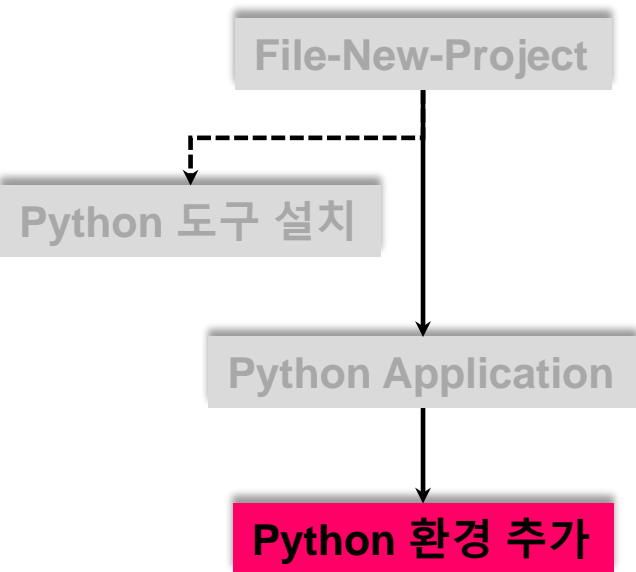 File-New-Project
Python 도구 설치
Python Application
Python 환경 추가